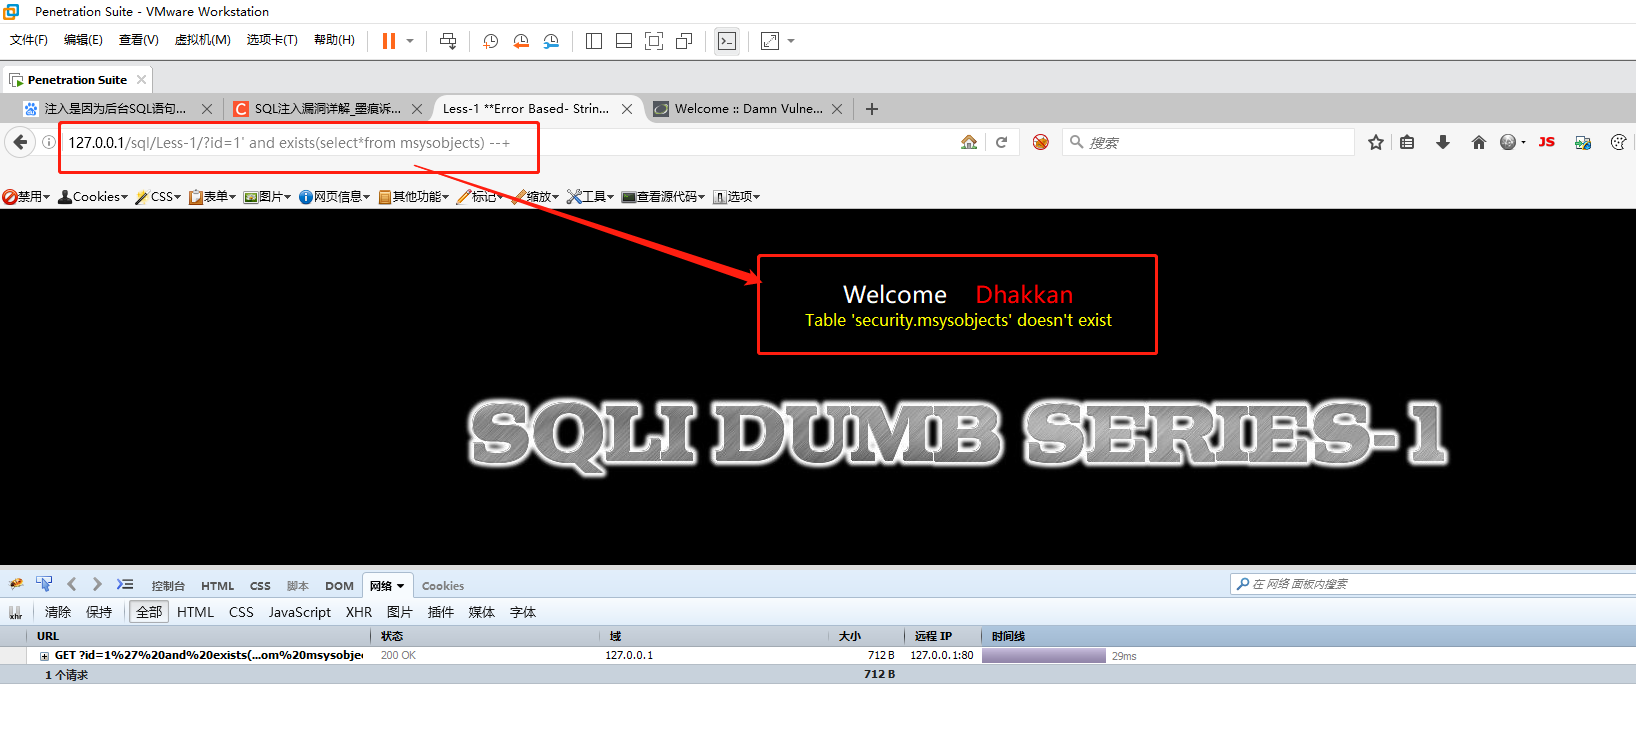 Penetration Suite - VMware Workstation
文件(F) 编辑(E) 查看(V) 虚拟机(M) 选项卡(T) 帮助(H)
Penetration Suite
注入是因为后台SQL语句... SQL注入漏洞详解_墨痕诉... Less-1 **Error Based- Strin... Welcome :: Damn Vulne...
127.0.0.1/sql/Less-1/?id=1' and exists(select*from msysobjects) --+ 搜索 JS
禁用 Cookies CSS 表单 图片 网页信息 其他功能 标记 缩放 工具 查看源代码 选项
Welcome Dhakkan
Table 'security.msysobjects' doesn't exist
SQLI DUMB SERIES-1
控制台 HTML CSS 脚本 DOM 网络 Cookies 在 网络 面板内搜索
xhr 清除 保持 全部 HTML CSS JavaScript XHR 图片 插件 媒体 字体
URL 状态 域 大小 远程 IP 时间线
GET ?id=1%27%20and%20exists(...om%20msysobjec 200 OK 127.0.0.1 712 B 127.0.0.1:80 29ms
1 个请求 712 B